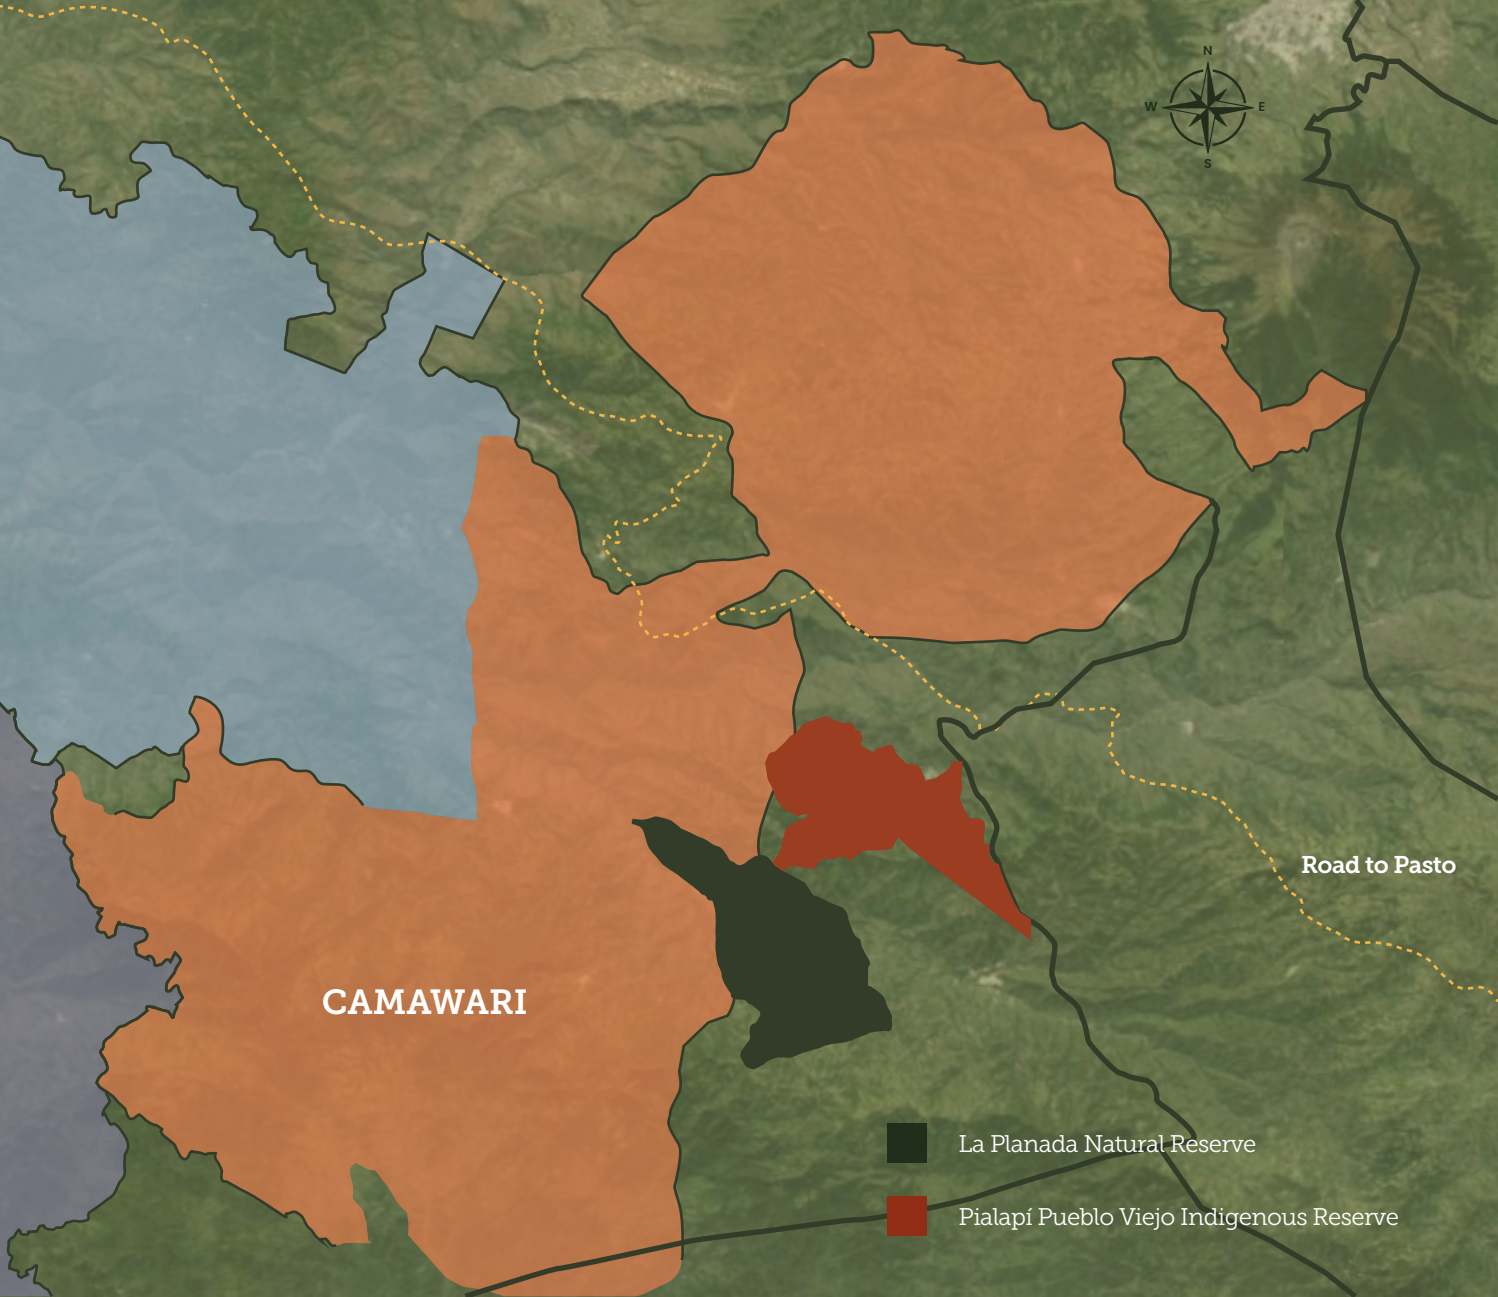 N
W E
S
Road to Pasto
CAMAWARI
La Planada Natural Reserve
Pialapí Pueblo Viejo Indigenous Reserve